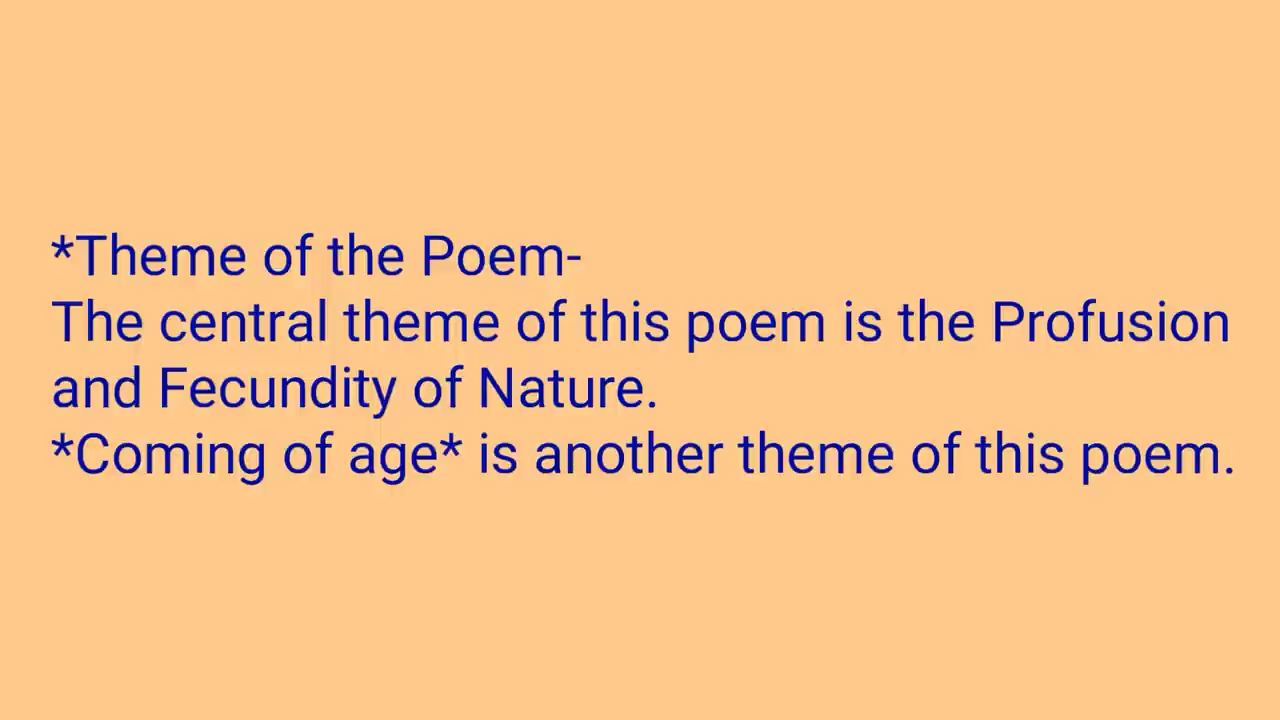 *Theme of the Poem-
The central theme of this poem is the Profusion
and Fecundity of Nature.
*Coming of age* is another theme of this poem.